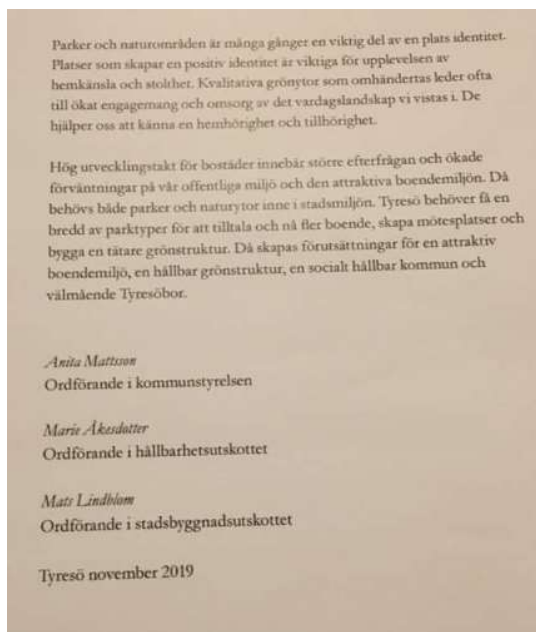 Parker och naturområden är många gånger en viktig del av en plats identitet.
Platser som skapar en positiv identitet är viktiga för upplevelsen av
hemkänsla och stolthet. Kvalitativa grönytor som omhändertas leder ofta
till ökat engagemang och omsorg av det vardagslandskap vi vistas i. De
hjälper oss att känna en hemhörighet och tillhörighet.
Hög utvecklingstakt för bostäder innebär större efterfrågan och ökade
förväntningar på vår offentliga miljö och den attraktiva boendemiljön. Då
behövs både parker och naturytor inne i stadsmiljön. Tyresö behöver få en
bredd av parktyper för att tilltala och nå fler boende, skapa mötesplatser och
bygga en tätare grönstruktur. Då skapas förutsättningar för en attraktiv
boendemiljö, en hållbar grönstruktur, en socialt hållbar kommun och
välmående Tyresöbor.
Anita Mattsson
Ordförande i kommunstyrelsen
Marie Åkesdotter
Ordförande i hållbarhetsutskottet
Mats Lindblom
Ordförande i stadsbyggnadsutskottet
Tyresö november 2019